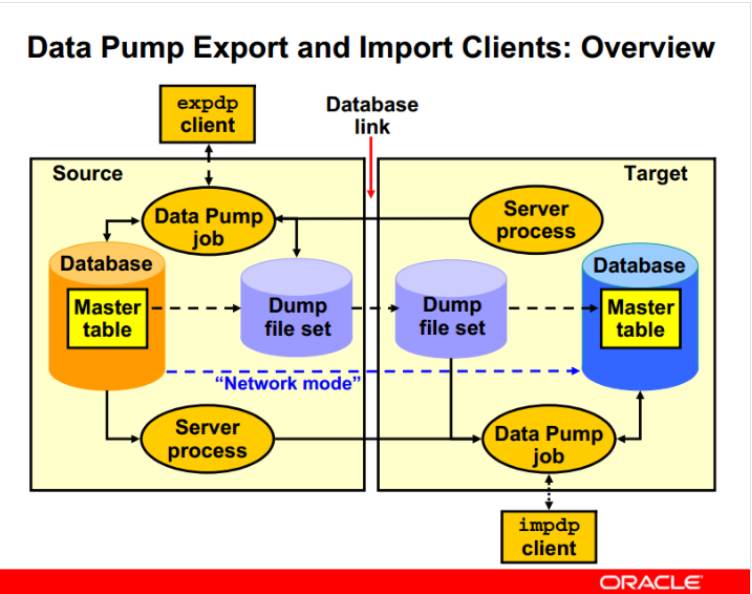 Data Pump Export and Import Clients: Overview
expdp
client
Database
link
Source
Target
Data Pump
job
Server
process
Database
Master
table
Dump
file set
Dump
file set
Database
Master
table
“Network mode”
Server
process
Data Pump
job
impdp
client
ORACLE